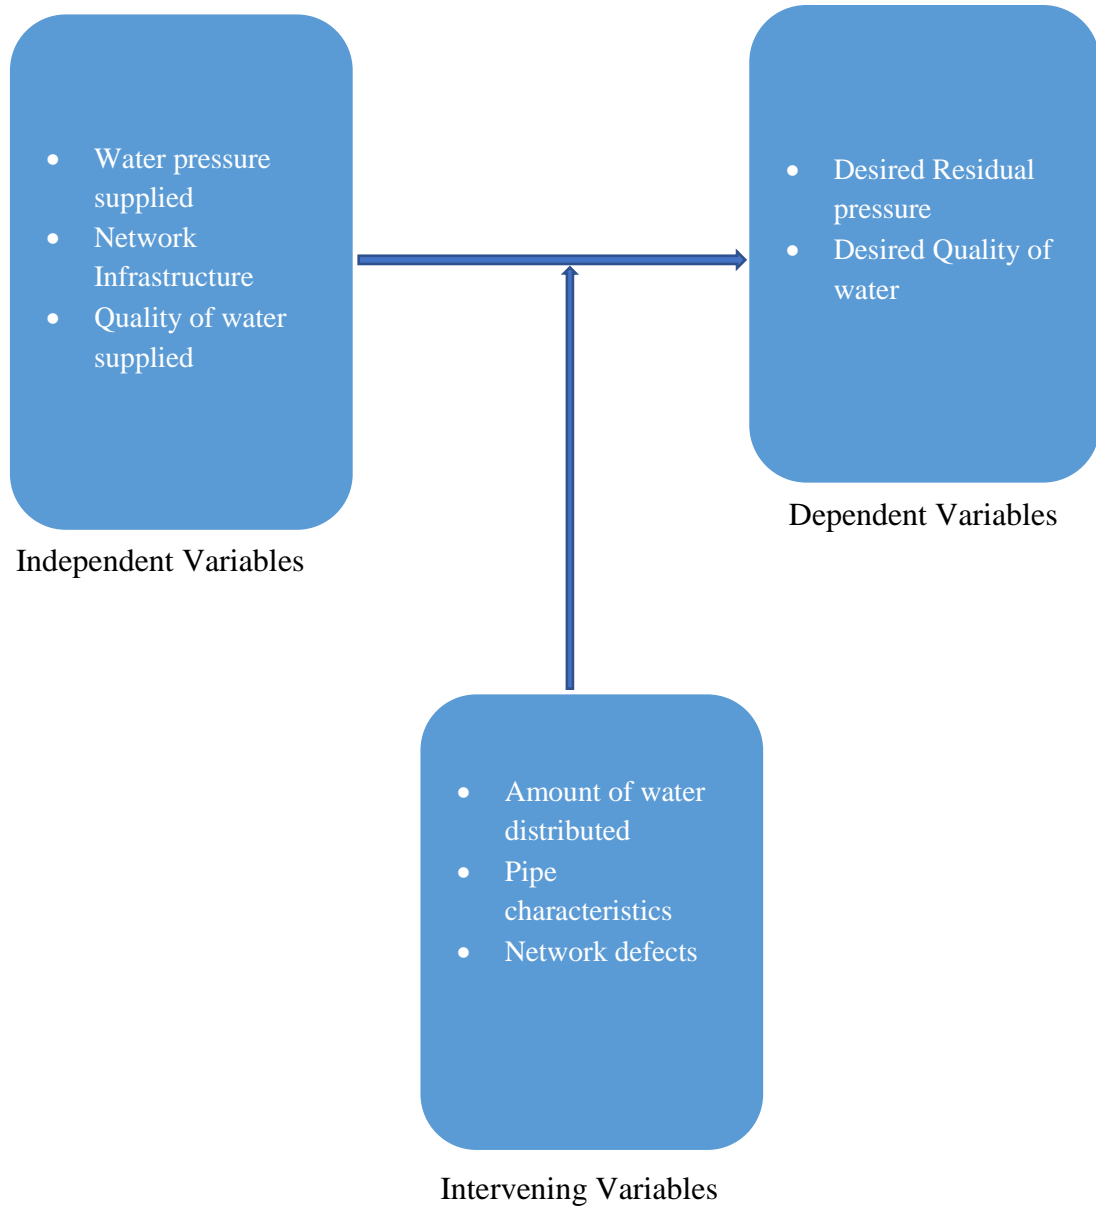 • Water pressure
supplied
• Network
Infrastructure
• Quality of water
supplied
Independent Variables
• Desired Residual
pressure
• Desired Quality of
water
Dependent Variables
• Amount of water
distributed
• Pipe
characteristics
• Network defects
Intervening Variables